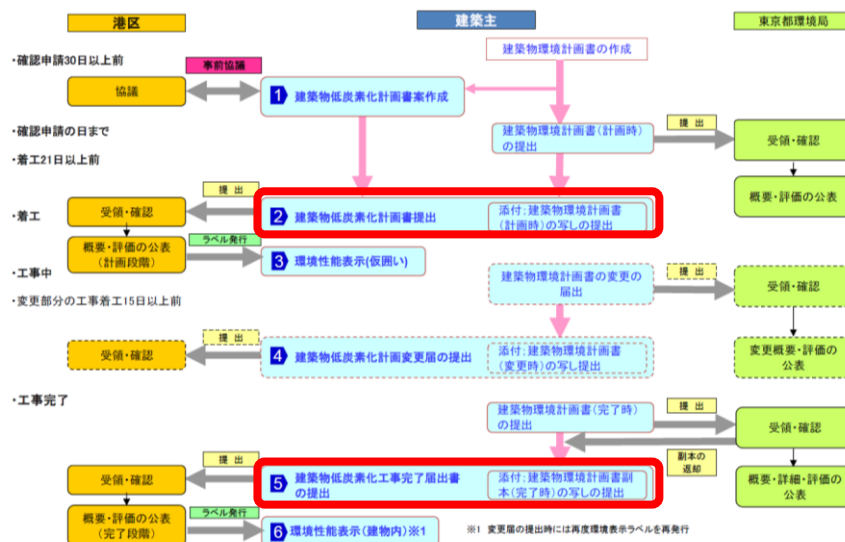 港区
建築主
東京都環境局
・確認申請30日以上前
事前協議
建築物環境計画書の作成
協議
1 建築物低炭素化計画書案作成
・確認申請の日まで
建築物環境計画書(計画時)
の提出
提 出
受領・確認
・着工21日以上前
提 出
概要・評価の公表
・着工
受領・確認
2 建築物低炭素化計画書提出
添付:建築物環境計画書
(計画時)の写しの提出
概要・評価の公表
(計画段階)
ラベル発行
3 環境性能表示(仮囲い)
・工事中
建築物環境計画書の変更の
届出
提 出
受領・確認
・変更部分の工事着工15日以上前
提 出
受領・確認
4 建築物低炭素化計画変更届の提出
添付:建築物環境計画書
(変更時)の写し提出
変更概要・評価の
公表
・工事完了
建築物環境計画書(完了時)
の提出
提 出
受領・確認
副本の
返却
提 出
受領・確認
5 建築物低炭素化工事完了届出書
の提出
添付:建築物環境計画書副
本(完了時)の写しの提出
概要・詳細・評価の
公表
概要・評価の公表
(完了段階)
ラベル発行
6 環境性能表示(建物内)※1
※1 変更届の提出時には再度環境表示ラベルを再発行